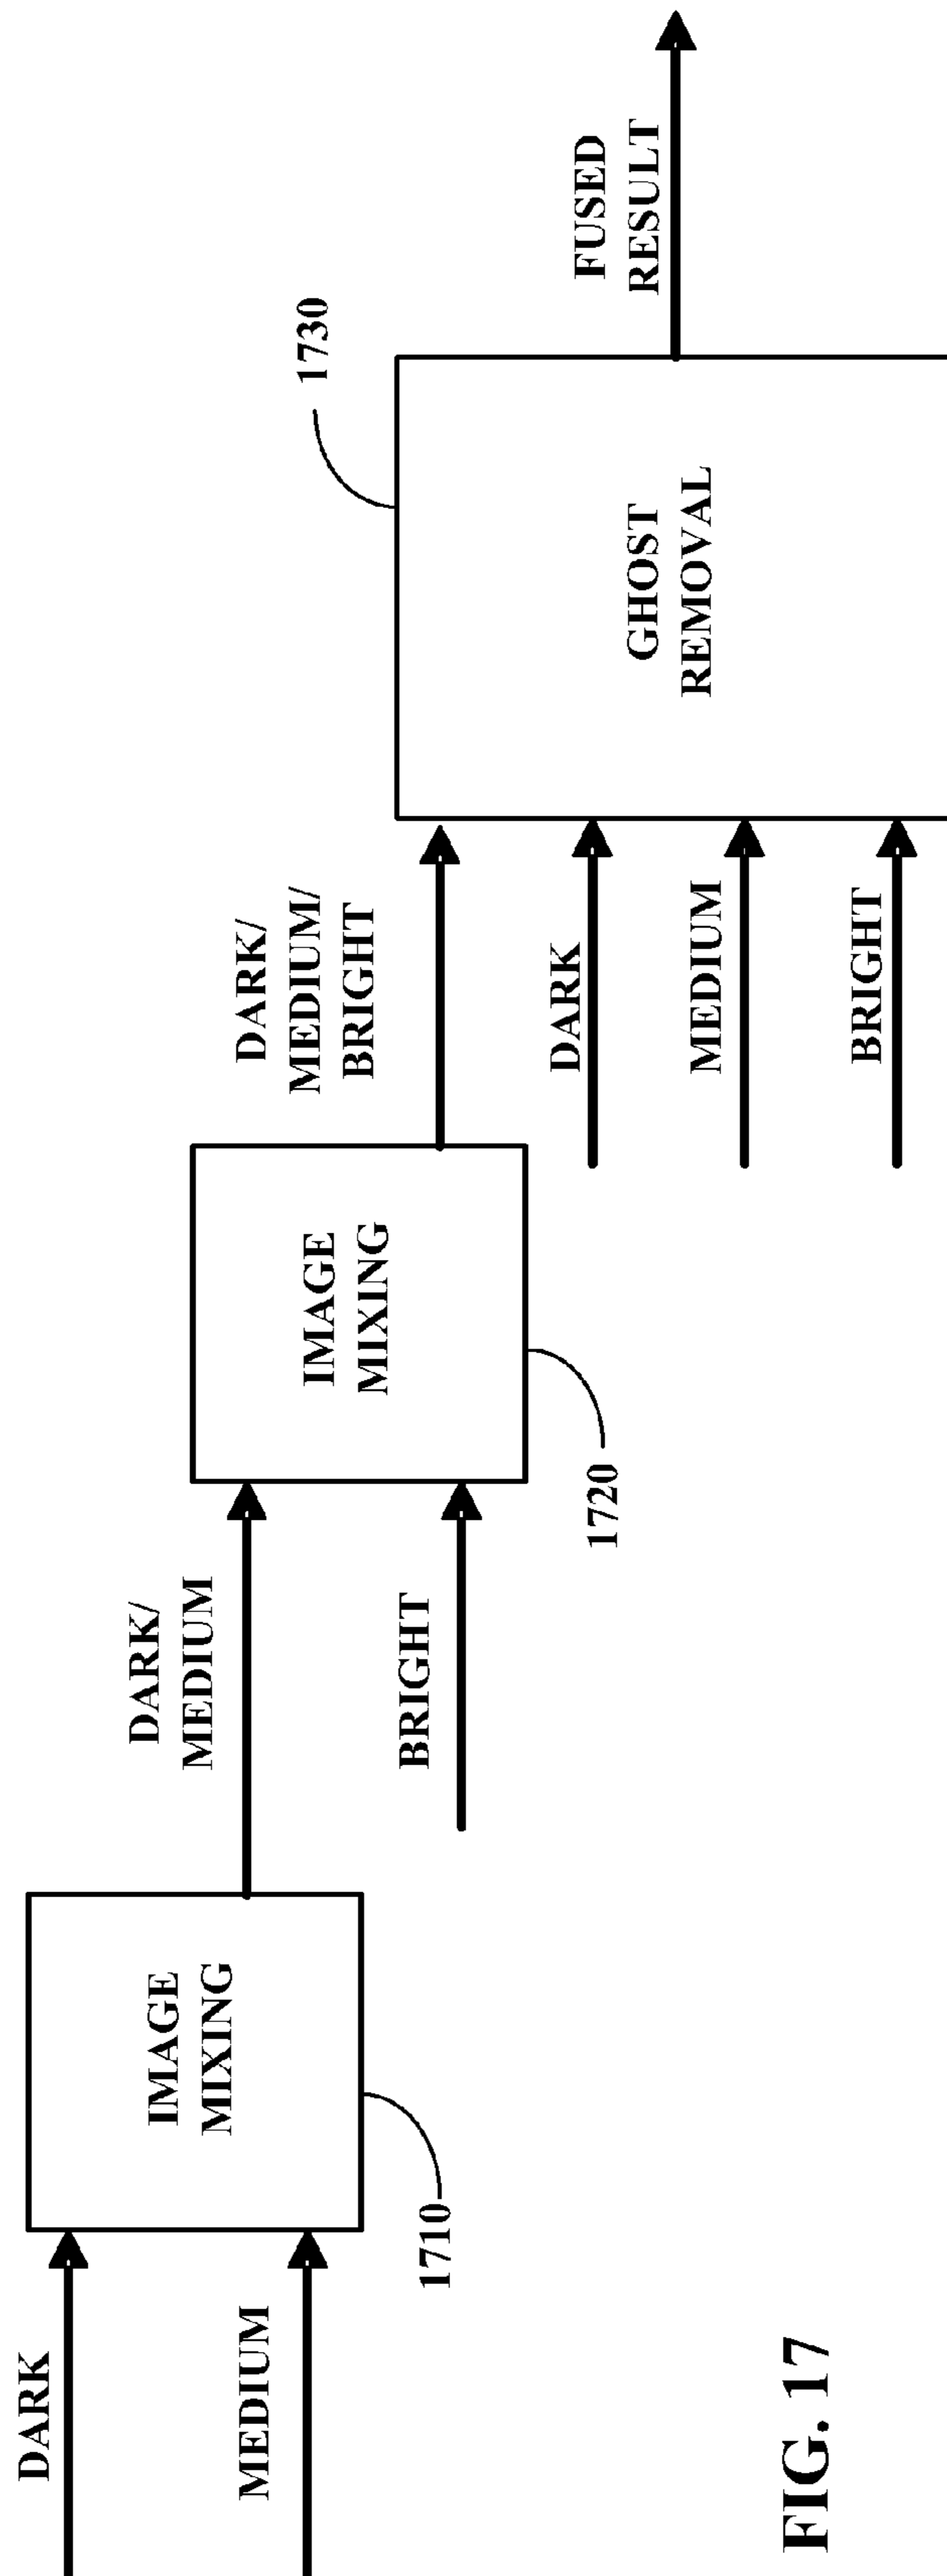 DARK
MEDIUM
IMAGE
MIXING
1710
DARK/
MEDIUM
BRIGHT
IMAGE
MIXING
1720
DARK/
MEDIUM/
BRIGHT
DARK
MEDIUM
BRIGHT
GHOST
REMOVAL
1730
FUSED
RESULT
FIG. 17